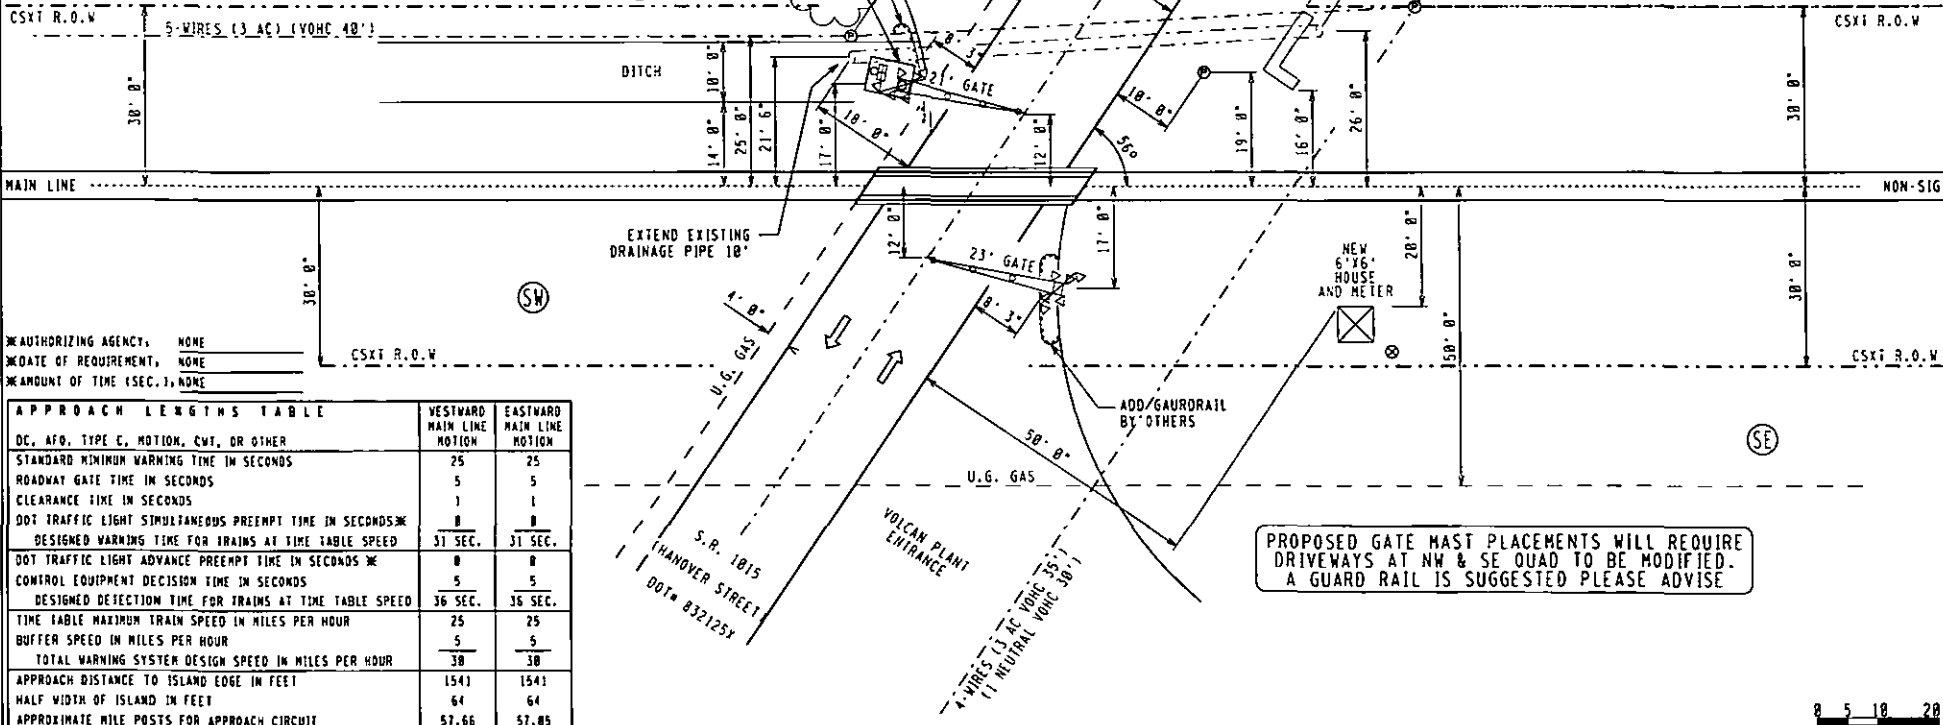 CSXT R.O.W
5-WIRES (3 AC) (VOHC 40')
CSXT R.O.W
30' 0"
DITCH
10' 0"
14' 0"
25' 0"
21' 6"
17' 0"
18' 0"
8' 3"
21' GATE
12' 0"
10' 0"
56°
19' 0"
16' 0"
26' 0"
30' 0"
MAIN LINE
NON-SIG
EXTEND EXISTING
DRAINAGE PIPE 10'
12' 0"
23' GATE
17' 0"
8' 3"
4' 0"
30' 0"
SW
NEW
6'X6'
HOUSE
AND METER
20' 0"
50' 0"
30' 0"
CSXT R.O.W
CSXT R.O.W
U.G. GAS
ADD/GAURDRAIL
BY OTHERS
50' 0"
SE
U.G. GAS
VOLCAN PLANT
ENTRANCE
S.R. 1015
(HANOVER STREET)
DOT# 832125X
4-WIRES (3 AC VOHC 35')
(1 NEUTRAL VOHC 30')
PROPOSED GATE MAST PLACEMENTS WILL REQUIRE
DRIVEWAYS AT NW & SE QUAD TO BE MODIFIED.
A GUARD RAIL IS SUGGESTED PLEASE ADVISE
*AUTHORIZING AGENCY: NONE
*DATE OF REQUIREMENT: NONE
*AMOUNT OF TIME (SEC.): NONE
APPROACH LENGTHS TABLE
WESTWARD MAIN LINE MOTION
EASTWARD MAIN LINE MOTION
DC, AFO, TYPE C, MOTION, CWT, OR OTHER
STANDARD MINIMUM WARNING TIME IN SECONDS 25 25
ROADWAY GATE TIME IN SECONDS 5 5
CLEARANCE TIME IN SECONDS 1 1
DOT TRAFFIC LIGHT SIMULTANEOUS PREEMPT TIME IN SECONDS* 0 0
DESIGNED WARNING TIME FOR TRAINS AT TIME TABLE SPEED 31 SEC. 31 SEC.
DOT TRAFFIC LIGHT ADVANCE PREEMPT TIME IN SECONDS * 0 0
CONTROL EQUIPMENT DECISION TIME IN SECONDS 5 5
DESIGNED DETECTION TIME FOR TRAINS AT TIME TABLE SPEED 36 SEC. 36 SEC.
TIME TABLE MAXIMUM TRAIN SPEED IN MILES PER HOUR 25 25
BUFFER SPEED IN MILES PER HOUR 5 5
TOTAL WARNING SYSTEM DESIGN SPEED IN MILES PER HOUR 30 30
APPROACH DISTANCE TO ISLAND EDGE IN FEET 1541 1541
HALF WIDTH OF ISLAND IN FEET 64 64
APPROXIMATE MILE POSTS FOR APPROACH CIRCUIT 57.66 57.05
0 5 10 20